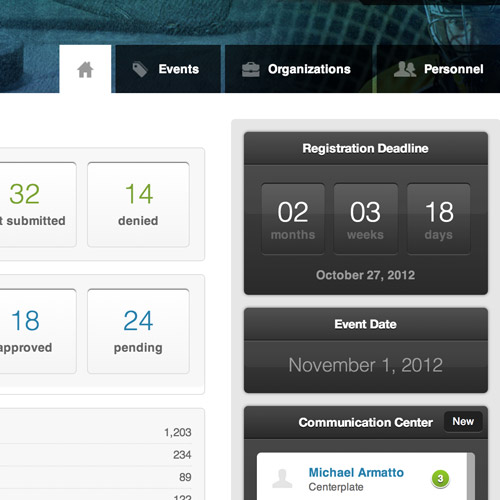 Events
Organizations
Personnel
32
14
submitted
denied
18
24
approved
pending
1,203
234
89
122
Registration Deadline
02 03 18
months weeks days
October 27, 2012
Event Date
November 1, 2012
Communication Center New
Michael Armatto
3
Centerplate